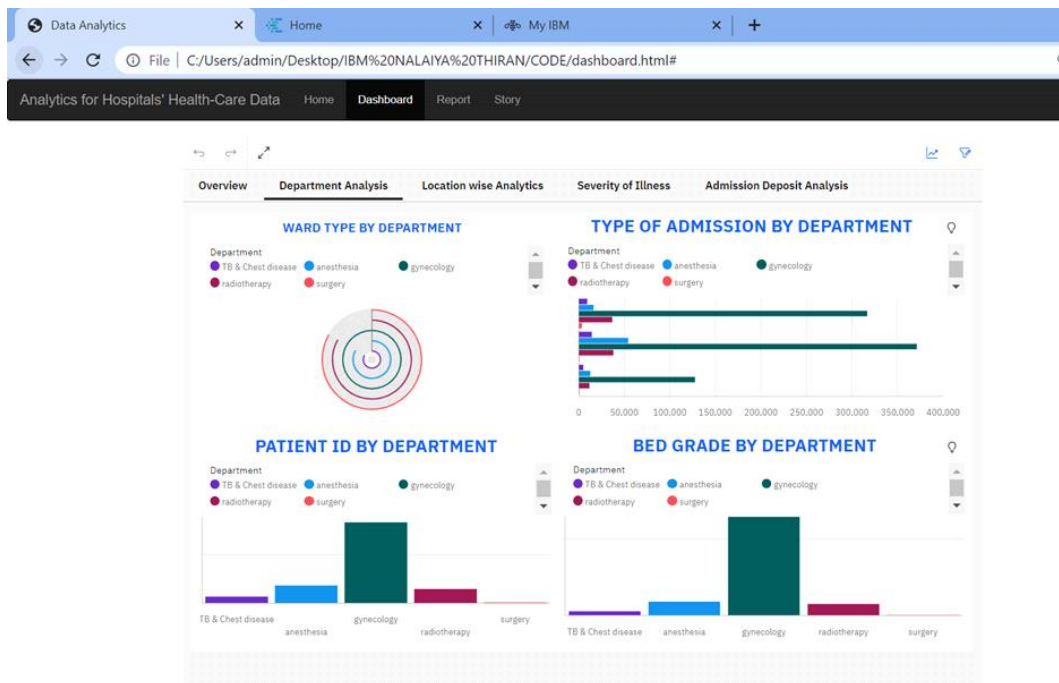 Data Analytics
Home
My IBM
File | C:/Users/admin/Desktop/IBM%20NALAIYA%20THIRAN/CODE/dashboard.html#
Analytics for Hospitals' Health-Care Data Home Dashboard Report Story
Overview Department Analysis Location wise Analytics Severity of Illness Admission Deposit Analysis
WARD TYPE BY DEPARTMENT
Department
TB & Chest disease anesthesia gynecology
radiotherapy surgery
TYPE OF ADMISSION BY DEPARTMENT
Department
TB & Chest disease anesthesia gynecology
radiotherapy surgery
0 50,000 100,000 150,000 200,000 250,000 300,000 350,000 400,000
PATIENT ID BY DEPARTMENT
Department
TB & Chest disease anesthesia gynecology
radiotherapy surgery
TB & Chest disease gynecology surgery
anesthesia radiotherapy
BED GRADE BY DEPARTMENT
Department
TB & Chest disease anesthesia gynecology
radiotherapy surgery
TB & Chest disease anesthesia gynecology radiotherapy surgery